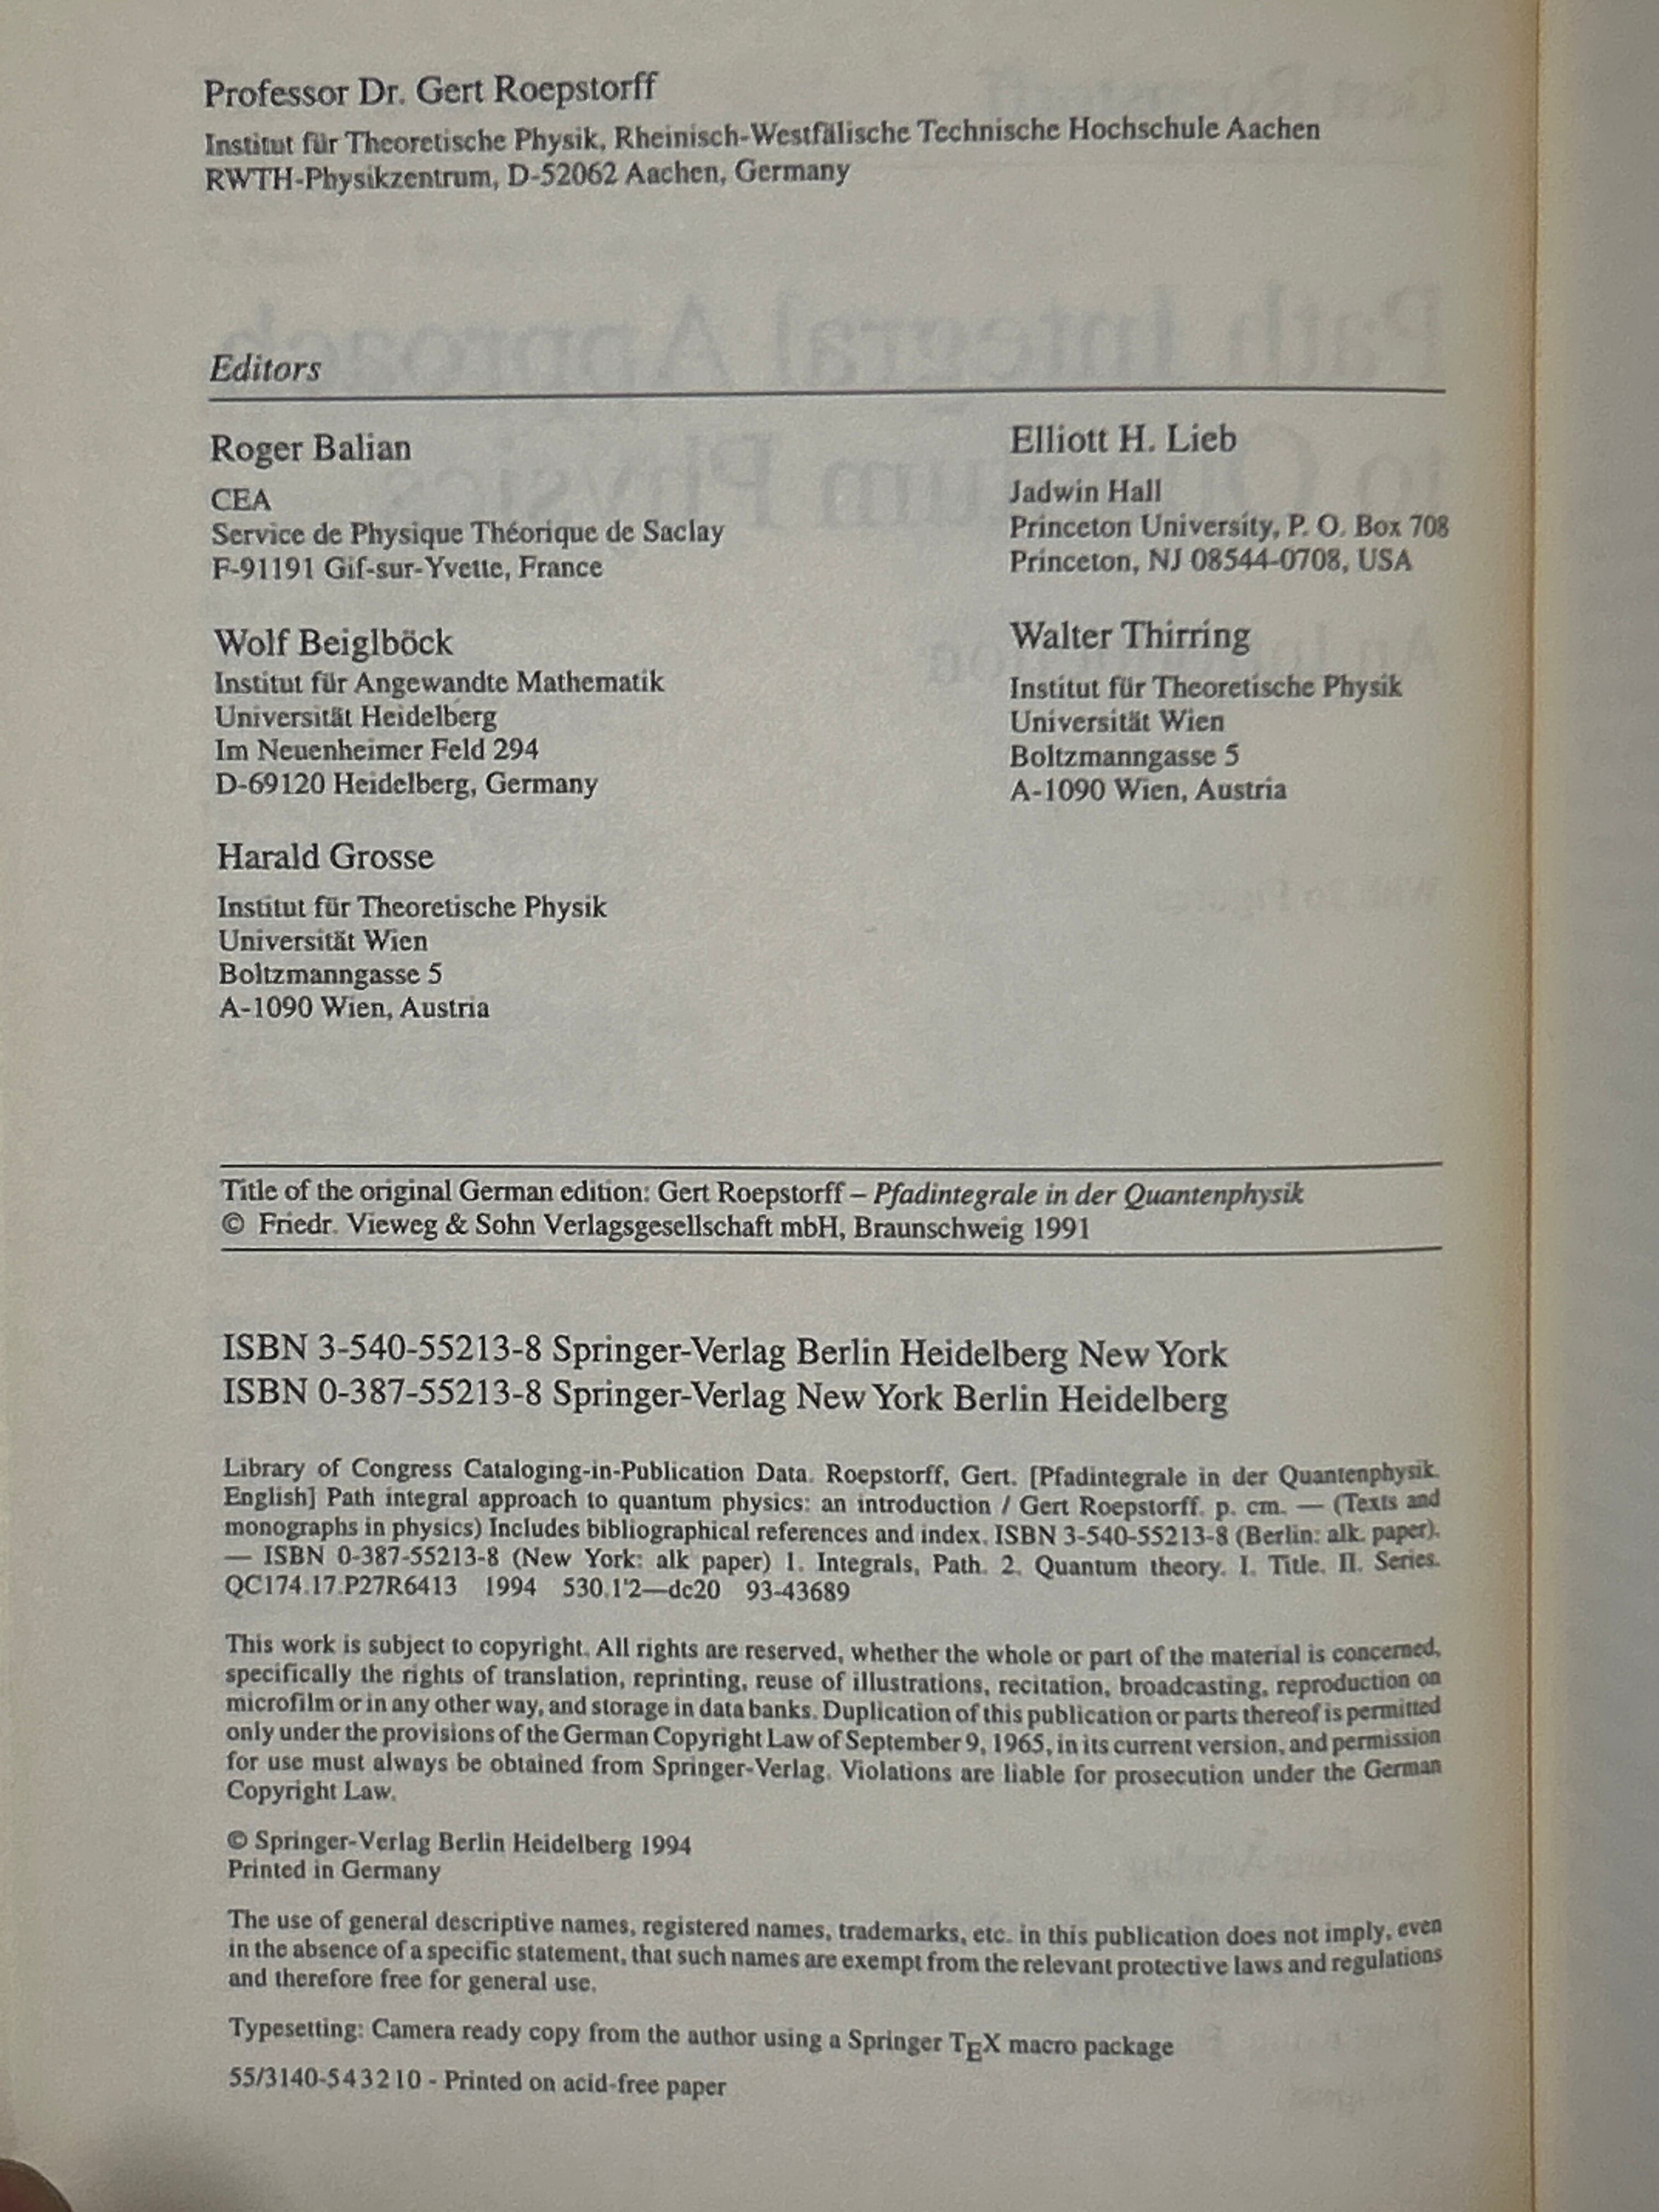 Professor Dr. Gert Roepstorff
Institut für Theoretische Physik, Rheinisch-Westfälische Technische Hochschule Aachen
RWTH-Physikzentrum, D-52062 Aachen, Germany
Editors
Roger Balian
CEA
Service de Physique Théorique de Saclay
F-91191 Gif-sur-Yvette, France
Wolf Beiglböck
Institut für Angewandte Mathematik
Universität Heidelberg
Im Neuenheimer Feld 294
D-69120 Heidelberg, Germany
Harald Grosse
Institut für Theoretische Physik
Universität Wien
Boltzmanngasse 5
A-1090 Wien, Austria
Elliott H. Lieb
Jadwin Hall
Princeton University, P. O. Box 708
Princeton, NJ 08544-0708, USA
Walter Thirring
Institut für Theoretische Physik
Universität Wien
Boltzmanngasse 5
A-1090 Wien, Austria
Title of the original German edition: Gert Roepstorff – Pfadintegrale in der Quantenphysik
© Friedr. Vieweg & Sohn Verlagsgesellschaft mbH, Braunschweig 1991
ISBN 3-540-55213-8 Springer-Verlag Berlin Heidelberg New York
ISBN 0-387-55213-8 Springer-Verlag New York Berlin Heidelberg
Library of Congress Cataloging-in-Publication Data. Roepstorff, Gert. [Pfadintegrale in der Quantenphysik.
English] Path integral approach to quantum physics: an introduction / Gert Roepstorff. p. cm. — (Texts and
monographs in physics) Includes bibliographical references and index. ISBN 3-540-55213-8 (Berlin: alk. paper).
— ISBN 0-387-55213-8 (New York: alk paper) 1. Integrals, Path. 2. Quantum theory. I. Title. II. Series.
QC174.17.P27R6413 1994 530.1'2—dc20 93-43689
This work is subject to copyright. All rights are reserved, whether the whole or part of the material is concerned,
specifically the rights of translation, reprinting, reuse of illustrations, recitation, broadcasting, reproduction on
microfilm or in any other way, and storage in data banks. Duplication of this publication or parts thereof is permitted
only under the provisions of the German Copyright Law of September 9, 1965, in its current version, and permission
for use must always be obtained from Springer-Verlag. Violations are liable for prosecution under the German
Copyright Law.
© Springer-Verlag Berlin Heidelberg 1994
Printed in Germany
The use of general descriptive names, registered names, trademarks, etc. in this publication does not imply, even
in the absence of a specific statement, that such names are exempt from the relevant protective laws and regulations
and therefore free for general use.
Typesetting: Camera ready copy from the author using a Springer TEX macro package
55/3140-5 4 3 2 1 0 - Printed on acid-free paper